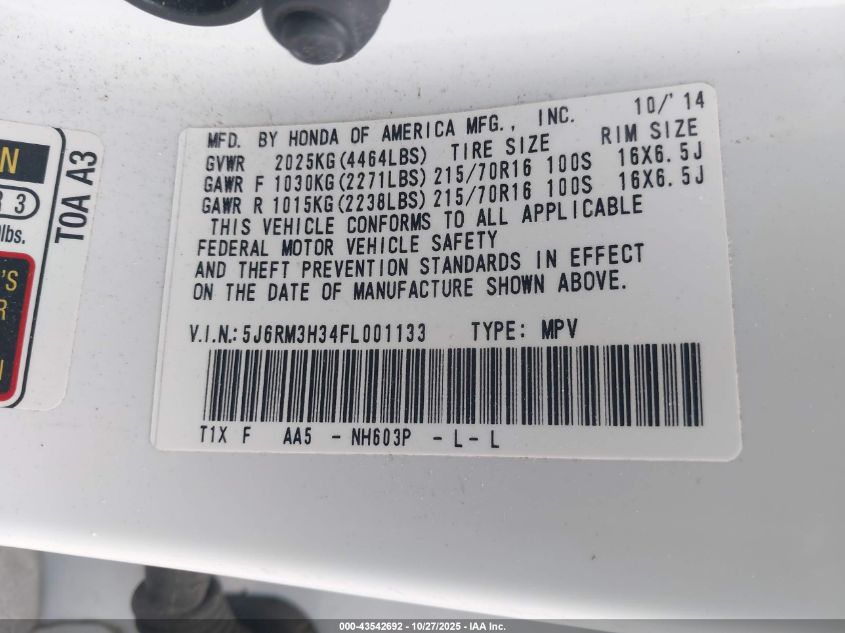 N
3
lbs.
'S
R
N
TOA A3
MFD. BY HONDA OF AMERICA MFG., INC. 10/'14
GVWR 2025KG(4464LBS) TIRE SIZE RIM SIZE
GAWR F 1030KG(2271LBS) 215/70R16 100S 16X6.5J
GAWR R 1015KG(2238LBS) 215/70R16 100S 16X6.5J
THIS VEHICLE CONFORMS TO ALL APPLICABLE
FEDERAL MOTOR VEHICLE SAFETY
AND THEFT PREVENTION STANDARDS IN EFFECT
ON THE DATE OF MANUFACTURE SHOWN ABOVE.
V.I.N.: 5J6RM3H34FL001133 TYPE: MPV
T1X F AA5 - NH603P - L - L
000-43542692 - 10/27/2025 - IAA Inc.